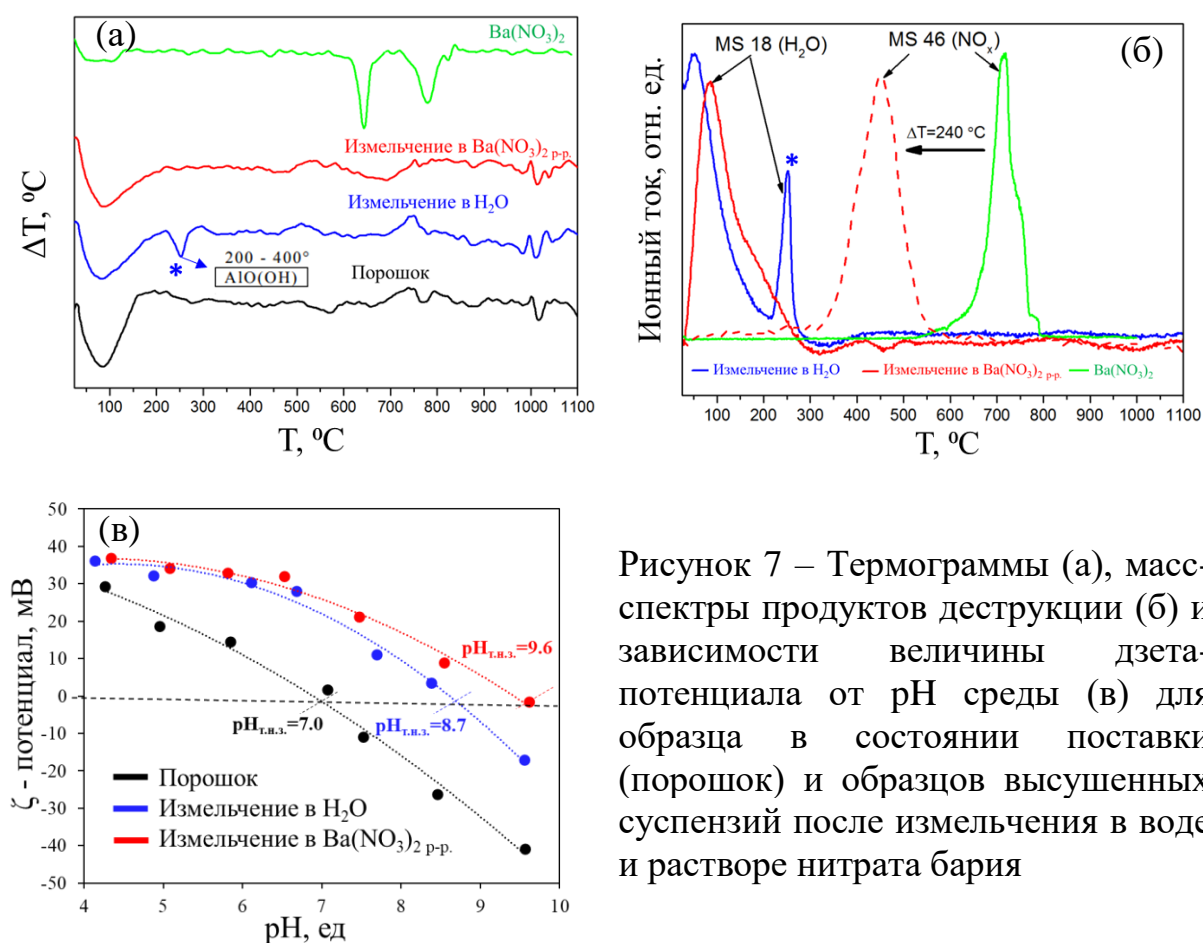 (а)
Ba(NO3)2
Измельчение в Ba(NO3)2 р-р.
Измельчение в H2O
200 - 400°
* AlO(OH)
Порошок
ΔT, ºC
100 200 300 400 500 600 700 800 900 1000 1100
T, ºC
(б)
MS 18 (H2O)
MS 46 (NOx)
ΔT=240 °C
*
Ионный ток, отн. ед.
Измельчение в H2O Измельчение в Ba(NO3)2 р-р. Ba(NO3)2
100 200 300 400 500 600 700 800 900 1000 1100
T, ºC
(в)
50
40
30
20
10
0
-10
-20
-30
-40
-50
ζ - потенциал, мВ
pHт.н.з.=9.6
pHт.н.з.=7.0
pHт.н.з.=8.7
Порошок
Измельчение в H2O
Измельчение в Ba(NO3)2 р-р.
4 5 6 7 8 9 10
pH, ед
Рисунок 7 – Термограммы (а), масс-
спектры продуктов деструкции (б) и
зависимости величины дзета-
потенциала от pH среды (в) для
образца в состоянии поставки
(порошок) и образцов высушенных
суспензий после измельчения в воде
и растворе нитрата бария